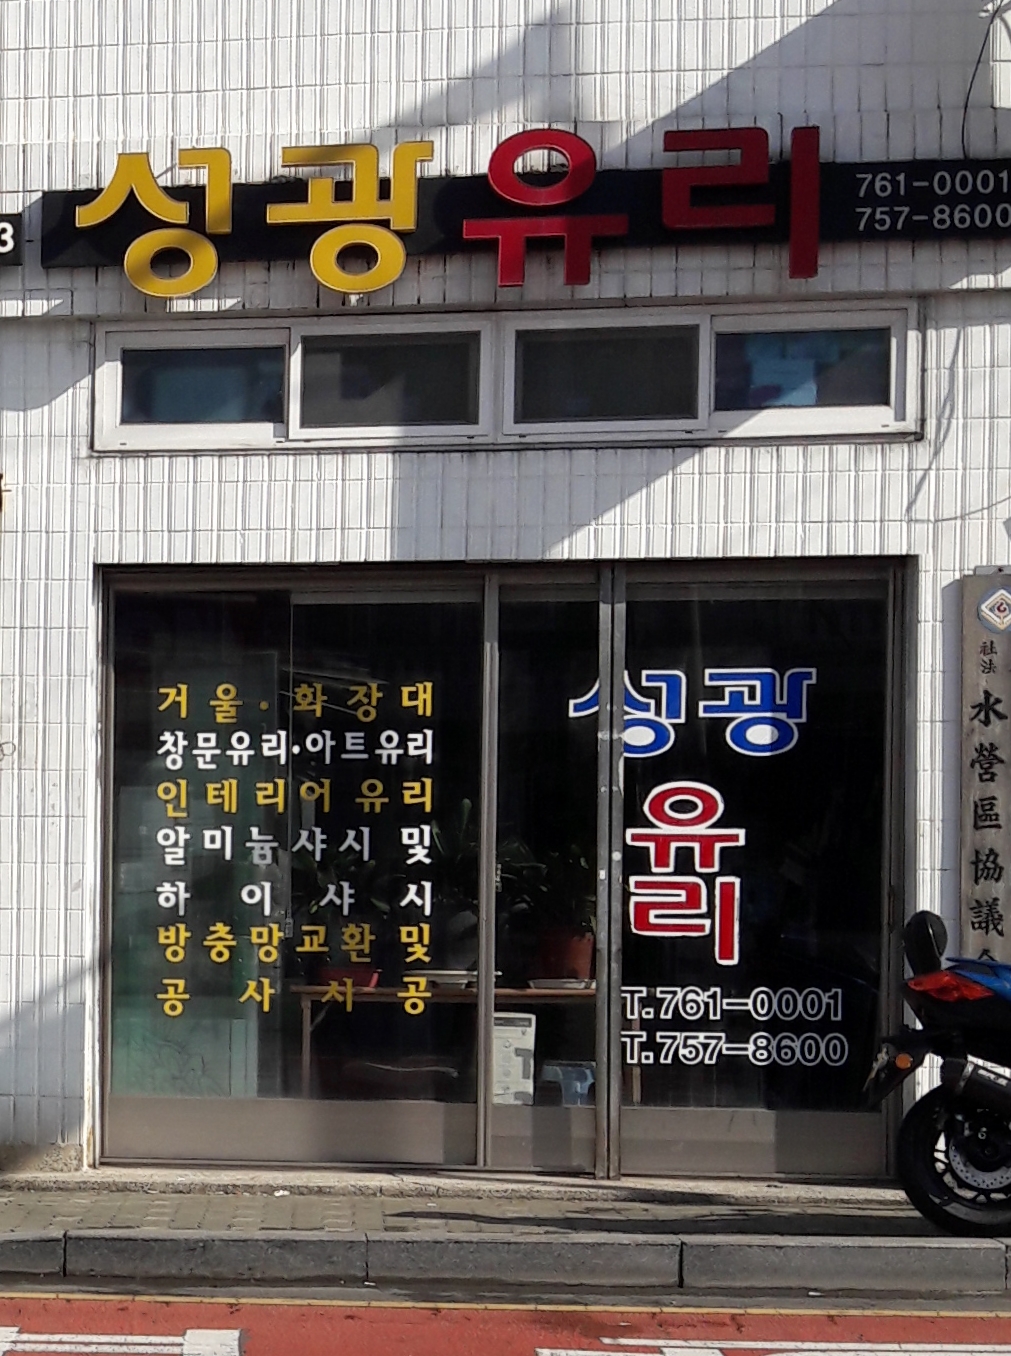 3
성광유리
761-0001
757-8600
거울·화장대
창문유리·아트유리
인테리어 유리
알미늄샤시 및
하이샤시
방충망교환 및
공사시공
성광
유
리
T.761-0001
T.757-8600
社法
水營區協議